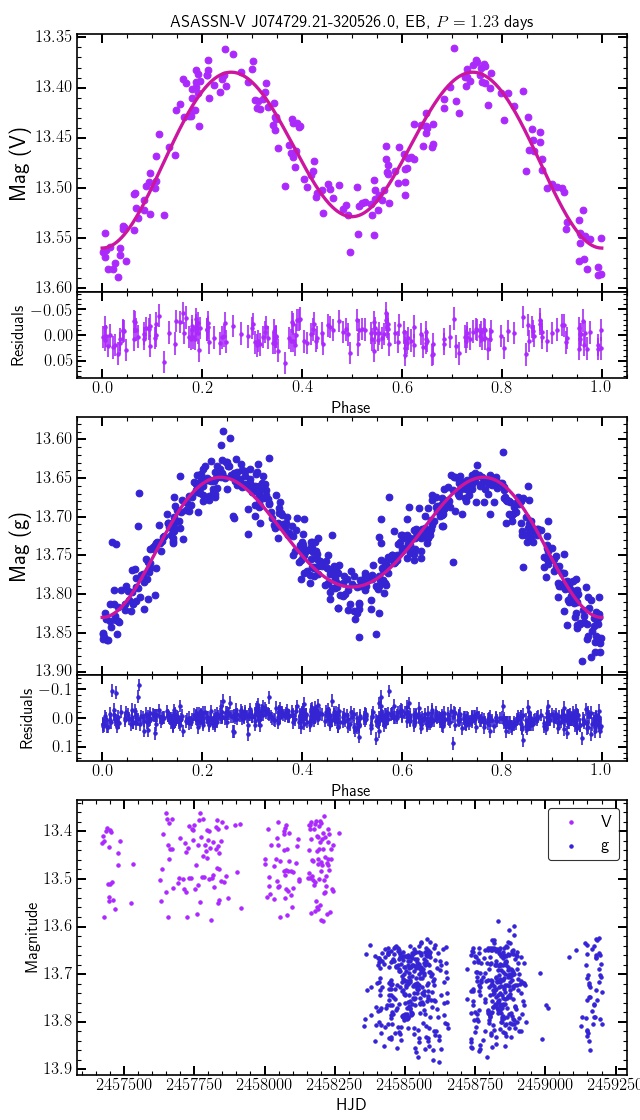 ASASSN-V J074729.21-320526.0, EB, P = 1.23 days
13.35
13.40
13.45
13.50
13.55
13.60
Mag (V)
−0.05
0.00
0.05
Residuals
0.0 0.2 0.4 0.6 0.8 1.0
Phase
13.60
13.65
13.70
13.75
13.80
13.85
13.90
Mag (g)
−0.1
0.0
0.1
Residuals
0.0 0.2 0.4 0.6 0.8 1.0
Phase
V
g
13.4
13.5
13.6
13.7
13.8
13.9
Magnitude
2457500 2457750 2458000 2458250 2458500 2458750 2459000 245925
HJD